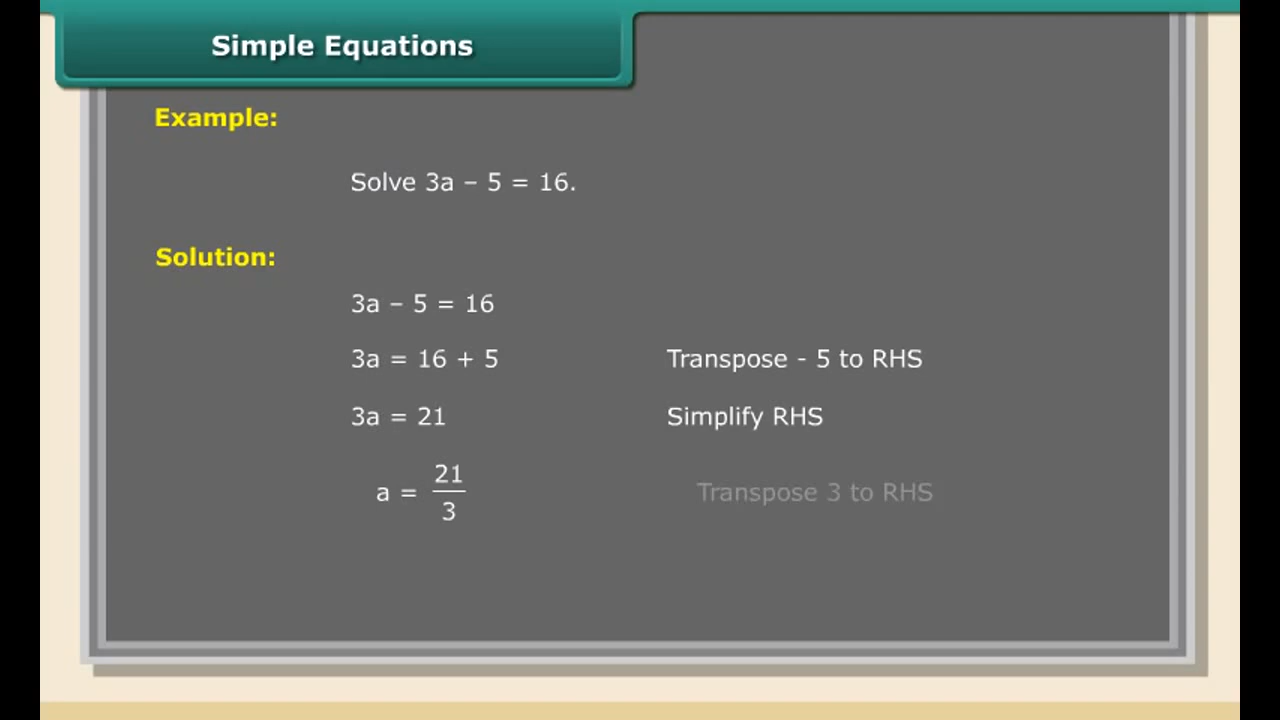 Simple Equations
Example:
Solve 3a – 5 = 16.
Solution:
3a – 5 = 16
3a = 16 + 5 Transpose - 5 to RHS
3a = 21 Simplify RHS
a = 21/3 Transpose 3 to RHS